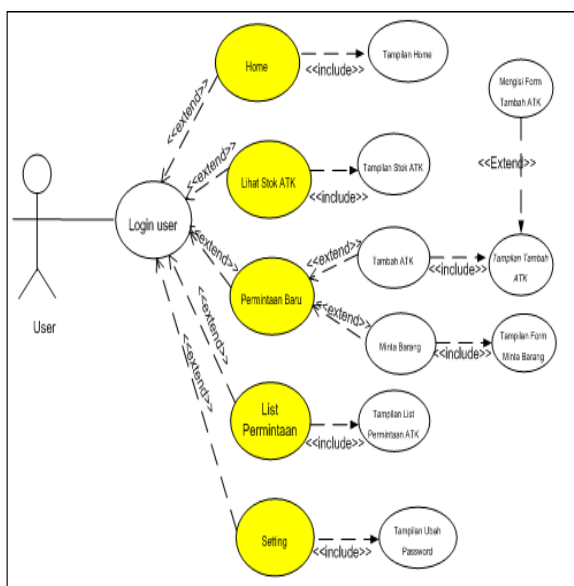 Home
<<include>>
Tampilan Home
Mengisi Form
Tambah ATK
<<extend>>
<<Extend>>
<<extend>>
Lihat Stok ATK
<<include>>
Tampilan Stok ATK
Login user
User
<<extend>>
Permintaan Baru
<<extend>>
Tambah ATK
<<include>>
Tampilan Tambah
ATK
<<extend>>
Minta Barang
<<include>>
Tampilan Form
Minta Barang
<<extend>>
List
Permintaan
<<include>>
Tampilan List
Permintaan ATK
<<extend>>
Setting
<<include>>
Tampilan Ubah
Password